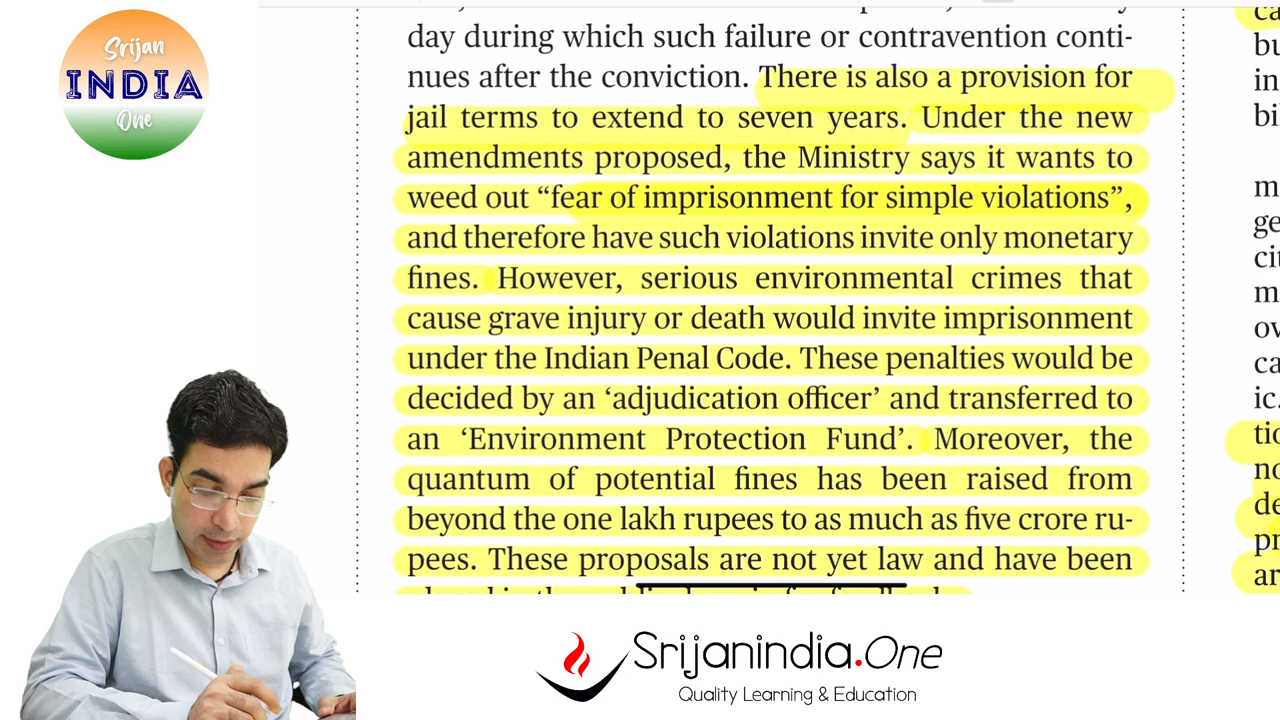 Srijan
INDIA
One
day during which such failure or contravention conti-
nues after the conviction. There is also a provision for
jail terms to extend to seven years. Under the new
amendments proposed, the Ministry says it wants to
weed out “fear of imprisonment for simple violations”,
and therefore have such violations invite only monetary
fines. However, serious environmental crimes that
cause grave injury or death would invite imprisonment
under the Indian Penal Code. These penalties would be
decided by an ‘adjudication officer’ and transferred to
an ‘Environment Protection Fund’. Moreover, the
quantum of potential fines has been raised from
beyond the one lakh rupees to as much as five crore ru-
pees. These proposals are not yet law and have been
Srijanindia.One
Quality Learning & Education